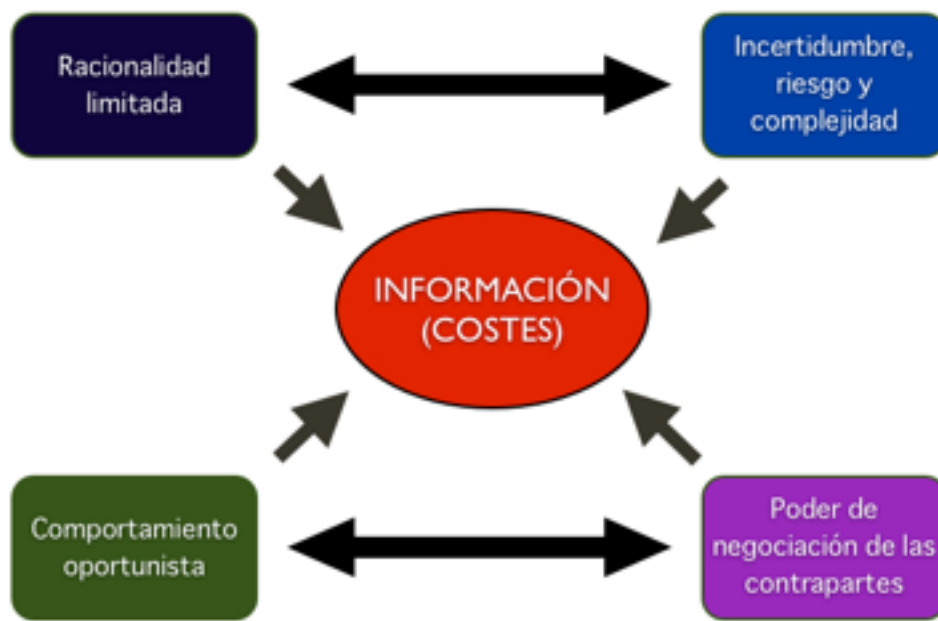 Racionalidad
limitada
Incertidumbre,
riesgo y
complejidad
INFORMACIÓN
(COSTES)
Comportamiento
oportunista
Poder de
negociación de las
contrapartes